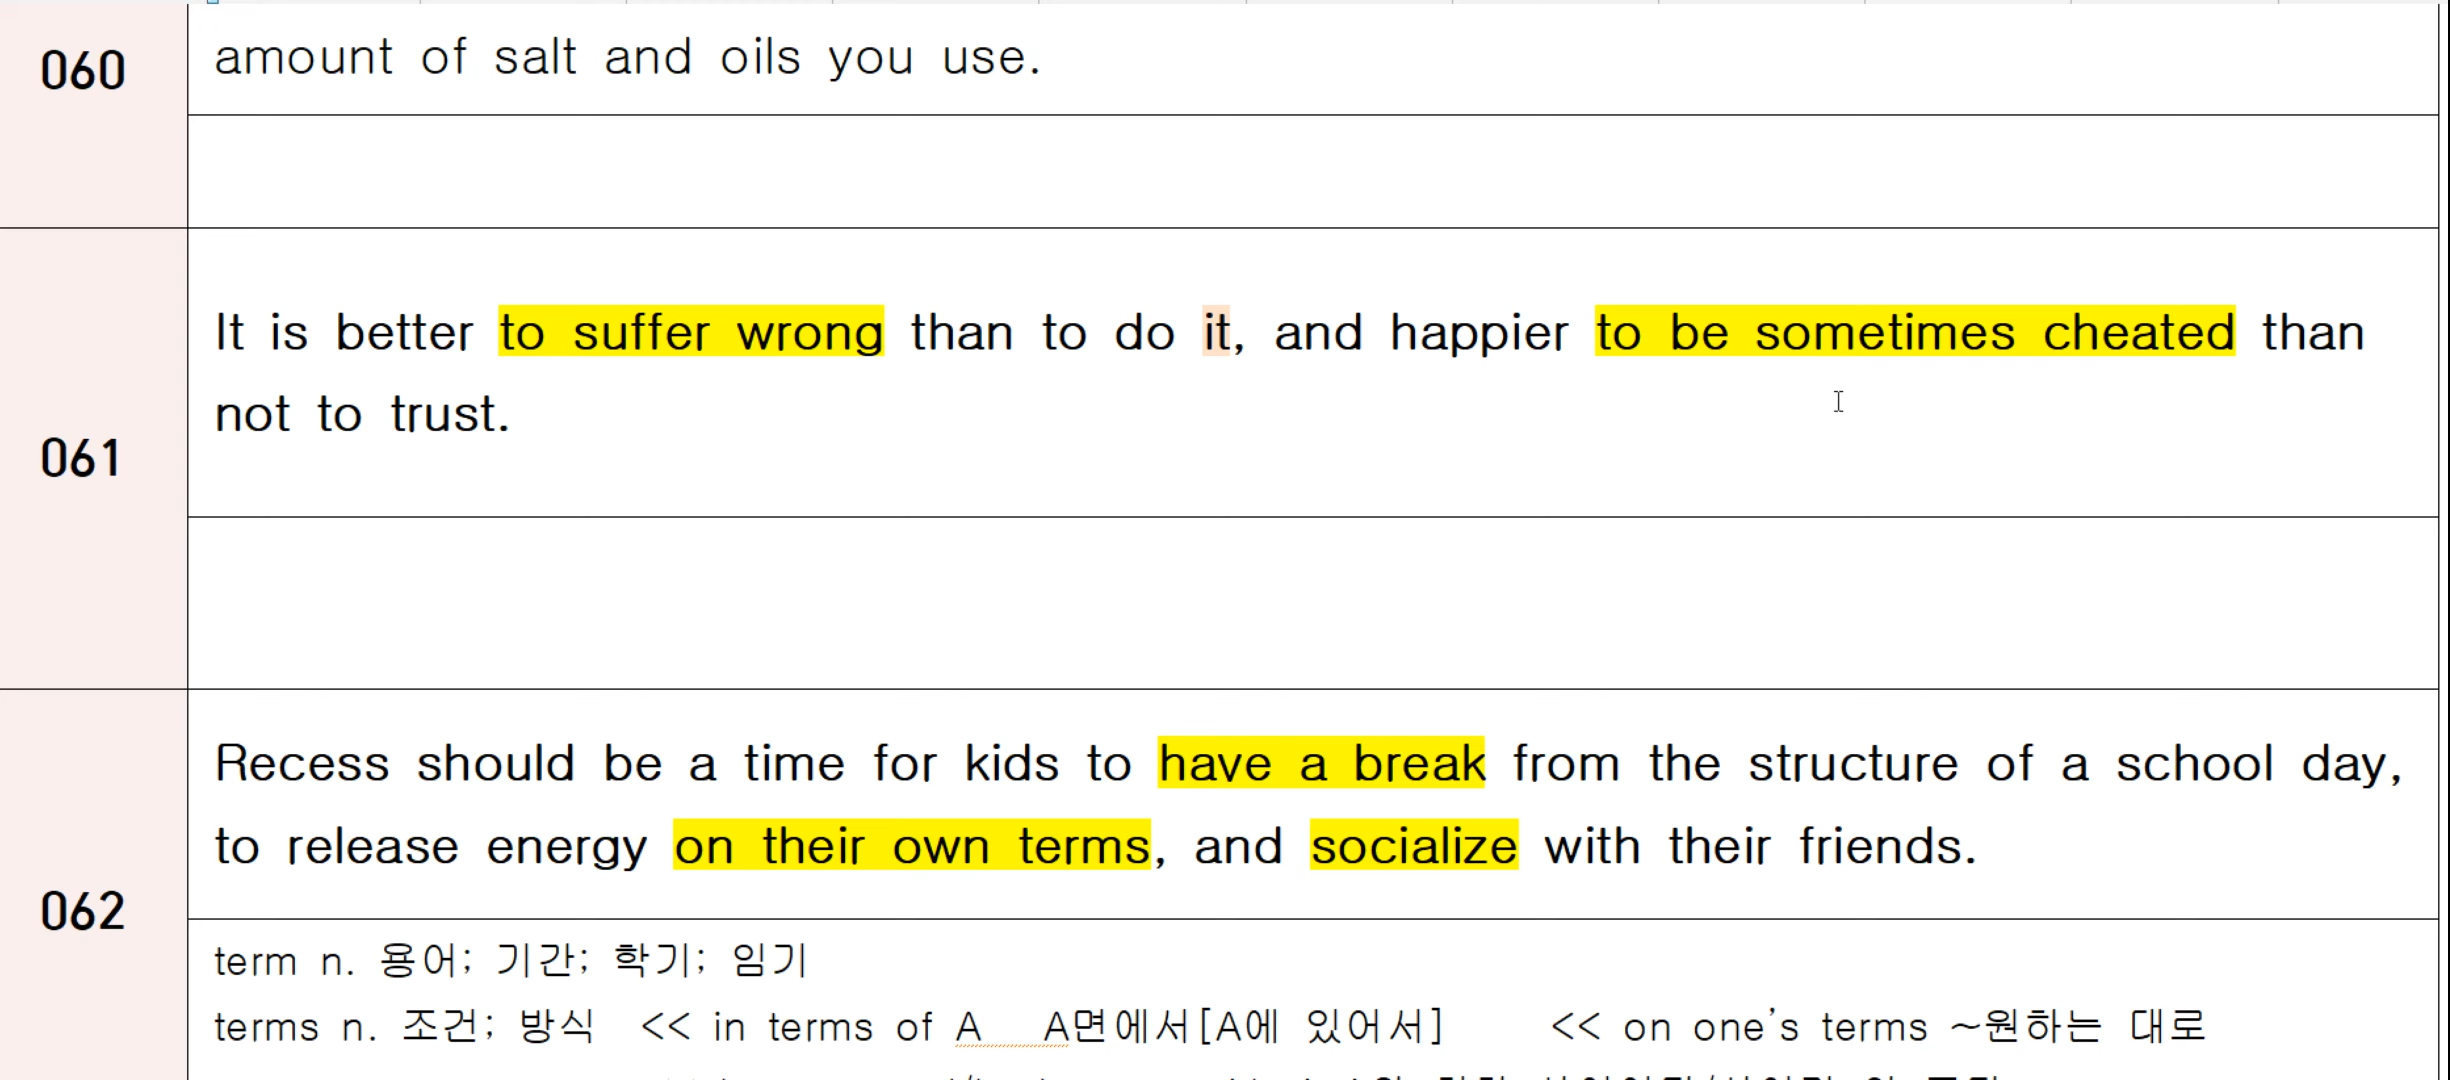 060
amount of salt and oils you use.
061
It is better to suffer wrong than to do it, and happier to be sometimes cheated than
not to trust.
062
Recess should be a time for kids to have a break from the structure of a school day,
to release energy on their own terms, and socialize with their friends.
term n. 용어; 기간; 학기; 임기
terms n. 조건; 방식 << in terms of A A면에서[A에 있어서] << on one's terms ~원하는 대로